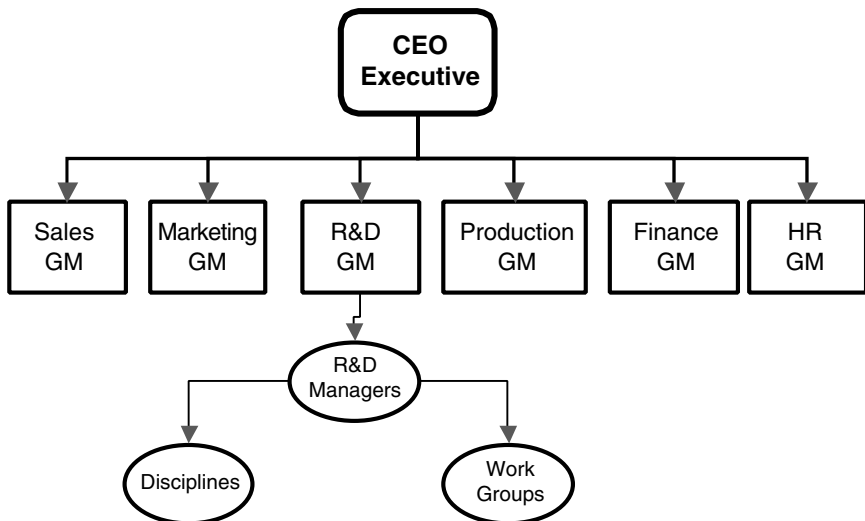 CEO
Executive
Sales
GM
Marketing
GM
R&D
GM
Production
GM
Finance
GM
HR
GM
R&D
Managers
Disciplines
Work
Groups